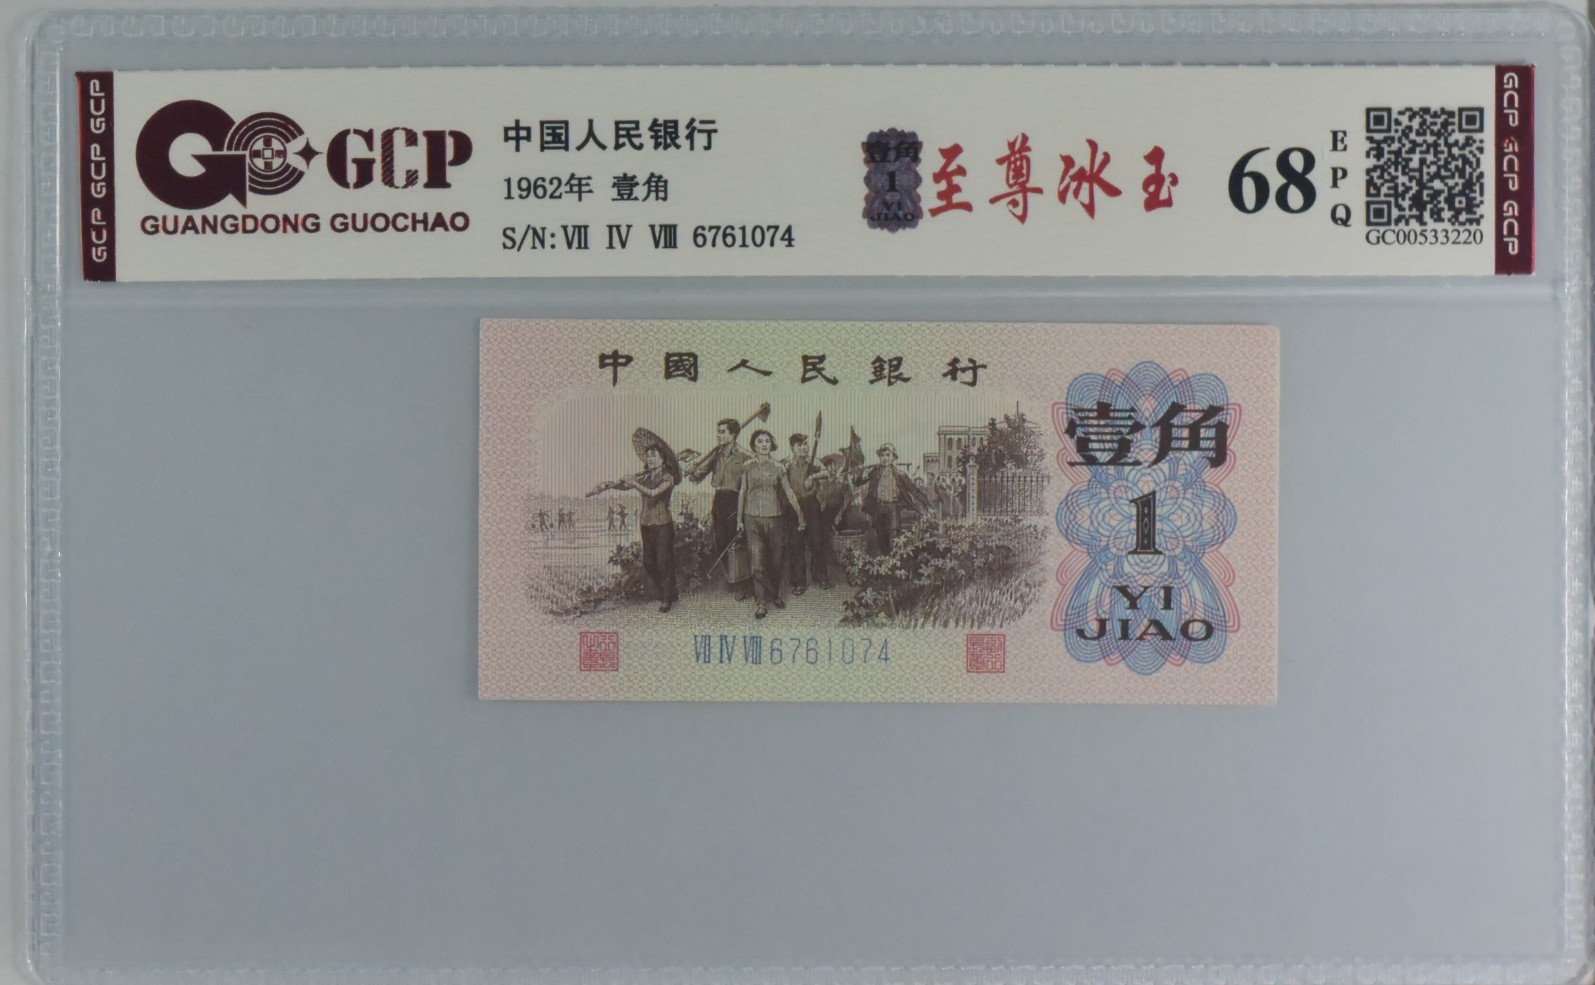 GCP GCP GCP
GCP
GUANGDONG GUOCHAO
中国人民银行
1962年 壹角
S/N:Ⅶ Ⅳ Ⅷ 6761074
壹角
1
YI
JIAO
至尊冰玉
68
EPQ
GC00533220
GCP GCP GCP
中國人民銀行
壹角
1
YI
JIAO
Ⅶ Ⅳ Ⅷ 6761074